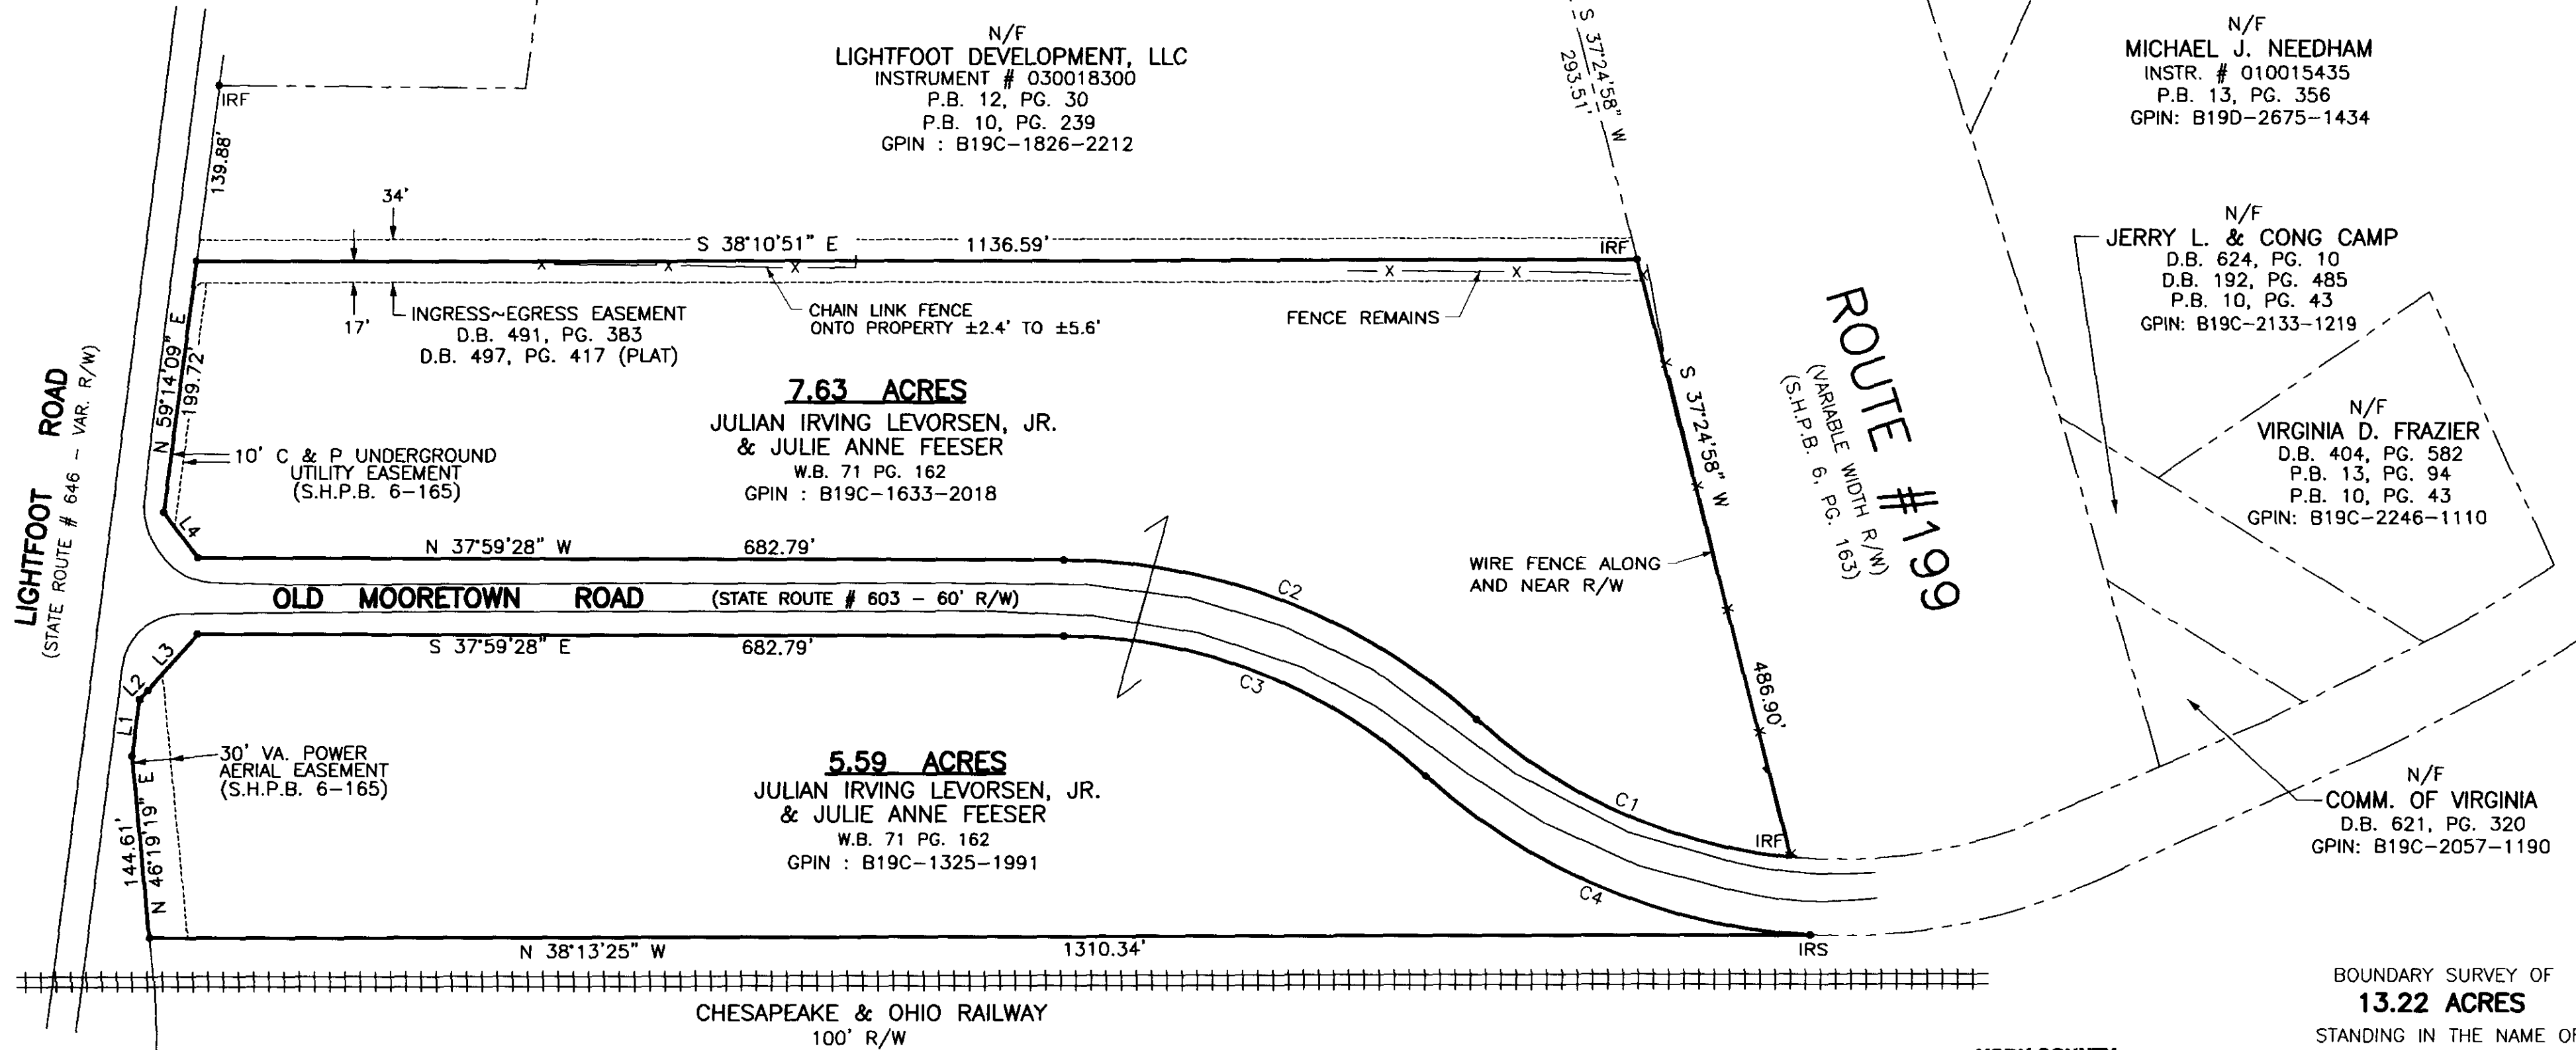 N/F
LIGHTFOOT DEVELOPMENT, LLC
INSTRUMENT # 030018300
P.B. 12, PG. 30
P.B. 10, PG. 239
GPIN : B19C-1826-2212
S 37°24'58" W
293.51'
N/F
MICHAEL J. NEEDHAM
INSTR. # 010015435
P.B. 13, PG. 356
GPIN: B19D-2675-1434
IRF
139.88'
34'
S 38°10'51" E 1136.59'
IRF
17'
INGRESS~EGRESS EASEMENT
D.B. 491, PG. 383
D.B. 497, PG. 417 (PLAT)
CHAIN LINK FENCE
ONTO PROPERTY ±2.4' TO ±5.6'
FENCE REMAINS
N/F
JERRY L. & CONG CAMP
D.B. 624, PG. 10
D.B. 192, PG. 485
P.B. 10, PG. 43
GPIN: B19C-2133-1219
N 59°14'09" E
199.72'
LIGHTFOOT ROAD
(STATE ROUTE # 646 - VAR. R/W)
10' C & P UNDERGROUND
UTILITY EASEMENT
(S.H.P.B. 6-165)
7.63 ACRES
JULIAN IRVING LEVORSEN, JR.
& JULIE ANNE FEESER
W.B. 71 PG. 162
GPIN : B19C-1633-2018
S 37°24'58" W
486.90'
ROUTE #199
(VARIABLE WIDTH R/W)
(S.H.P.B. 6, PG. 163)
N/F
VIRGINIA D. FRAZIER
D.B. 404, PG. 582
P.B. 13, PG. 94
P.B. 10, PG. 43
GPIN: B19C-2246-1110
L4
N 37°59'28" W 682.79'
C2
WIRE FENCE ALONG
AND NEAR R/W
OLD MOORETOWN ROAD (STATE ROUTE # 603 - 60' R/W)
S 37°59'28" E 682.79'
C3
L3
L2
L1
30' VA. POWER
AERIAL EASEMENT
(S.H.P.B. 6-165)
144.61'
N 46°19'19" E
5.59 ACRES
JULIAN IRVING LEVORSEN, JR.
& JULIE ANNE FEESER
W.B. 71 PG. 162
GPIN : B19C-1325-1991
C1
IRF
C4
N/F
COMM. OF VIRGINIA
D.B. 621, PG. 320
GPIN: B19C-2057-1190
N 38°13'25" W 1310.34'
IRS
CHESAPEAKE & OHIO RAILWAY
100' R/W
BOUNDARY SURVEY OF
13.22 ACRES
STANDING IN THE NAME OF